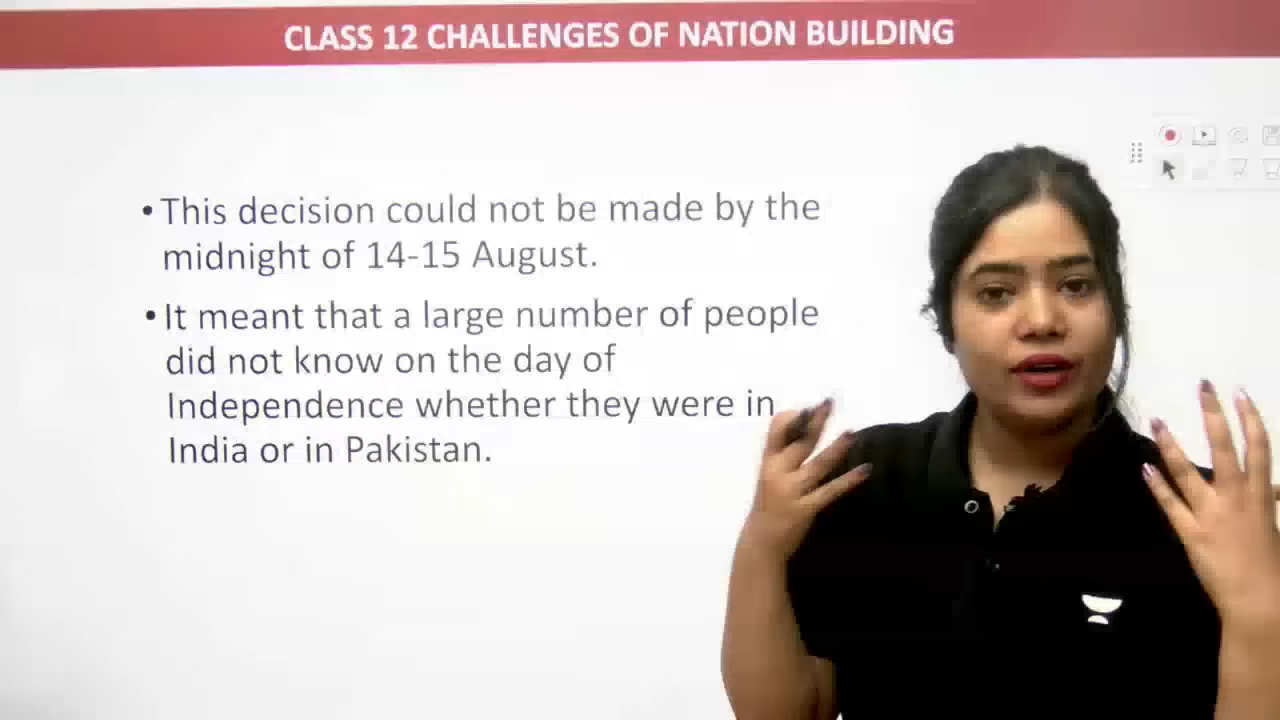 CLASS 12 CHALLENGES OF NATION BUILDING
•This decision could not be made by the
midnight of 14-15 August.
•It meant that a large number of people
did not know on the day of
Independence whether they were in
India or in Pakistan.